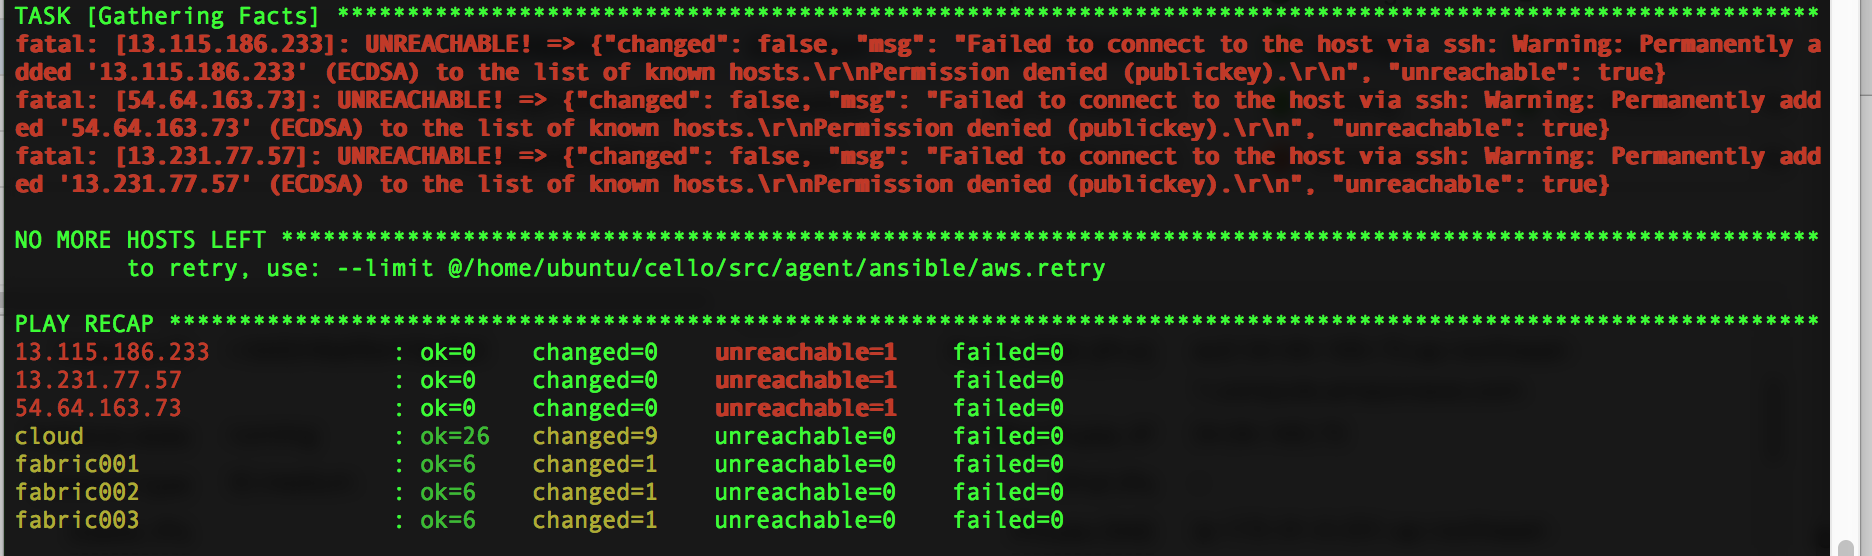 TASK [Gathering Facts] **********************************************************************************************************
fatal: [13.115.186.233]: UNREACHABLE! => {"changed": false, "msg": "Failed to connect to the host via ssh: Warning: Permanently a
dded '13.115.186.233' (ECDSA) to the list of known hosts.\r\nPermission denied (publickey).\r\n", "unreachable": true}
fatal: [54.64.163.73]: UNREACHABLE! => {"changed": false, "msg": "Failed to connect to the host via ssh: Warning: Permanently add
ed '54.64.163.73' (ECDSA) to the list of known hosts.\r\nPermission denied (publickey).\r\n", "unreachable": true}
fatal: [13.231.77.57]: UNREACHABLE! => {"changed": false, "msg": "Failed to connect to the host via ssh: Warning: Permanently add
ed '13.231.77.57' (ECDSA) to the list of known hosts.\r\nPermission denied (publickey).\r\n", "unreachable": true}
NO MORE HOSTS LEFT **************************************************************************************************************
to retry, use: --limit @/home/ubuntu/cello/src/agent/ansible/aws.retry
PLAY RECAP **********************************************************************************************************************
13.115.186.233 : ok=0 changed=0 unreachable=1 failed=0
13.231.77.57 : ok=0 changed=0 unreachable=1 failed=0
54.64.163.73 : ok=0 changed=0 unreachable=1 failed=0
cloud : ok=26 changed=9 unreachable=0 failed=0
fabric001 : ok=6 changed=1 unreachable=0 failed=0
fabric002 : ok=6 changed=1 unreachable=0 failed=0
fabric003 : ok=6 changed=1 unreachable=0 failed=0